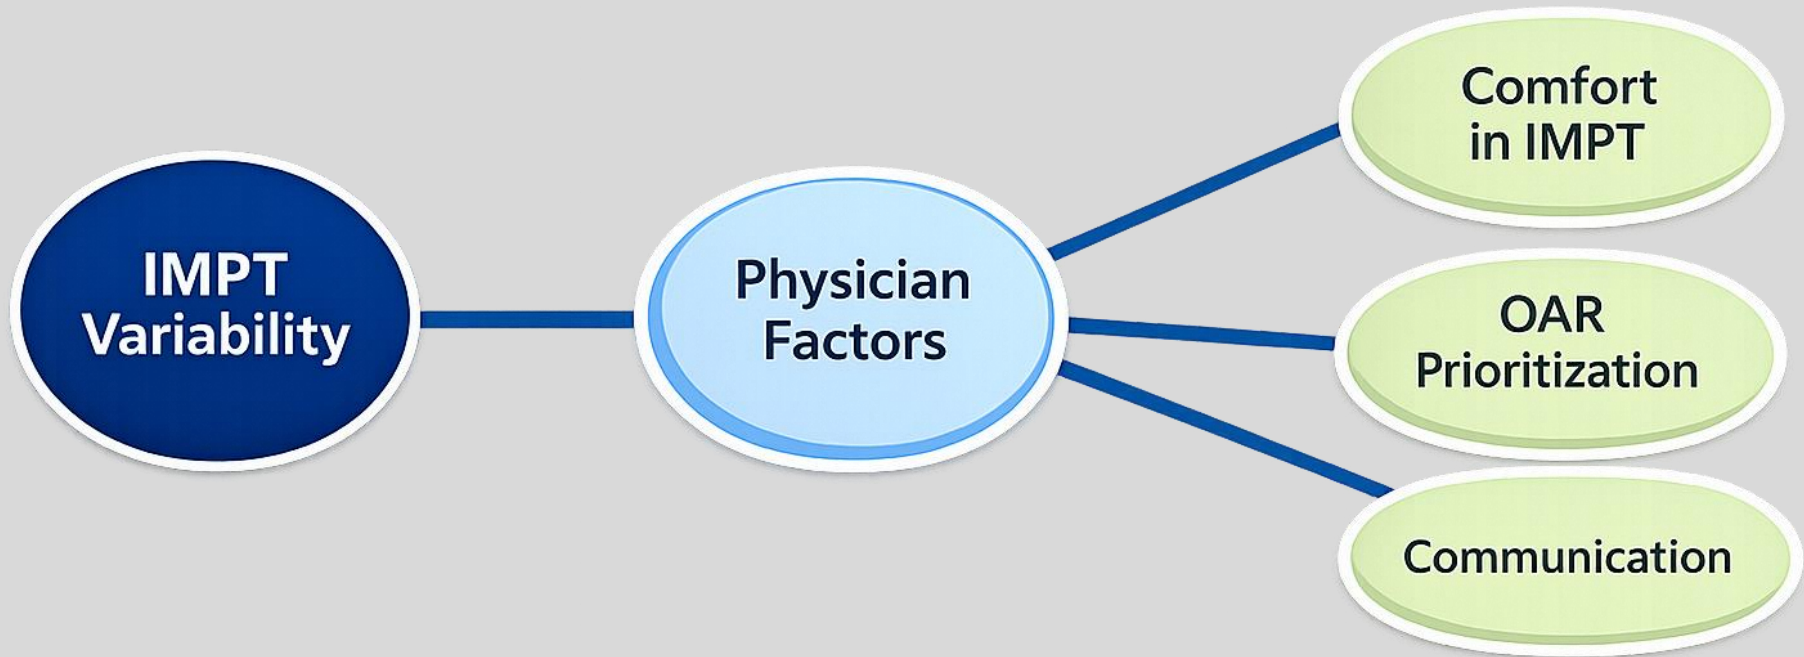 IMPT
Variability
Physician
Factors
Comfort
in IMPT
OAR
Prioritization
Communication